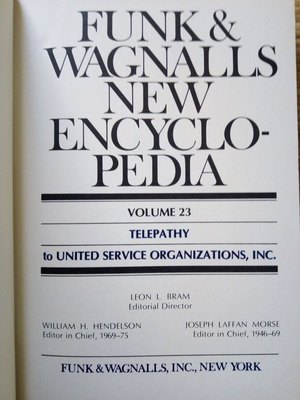 FUNK &
WAGNALLS
NEW
ENCYCLO-
PEDIA
VOLUME 23
TELEPATHY
to UNITED SERVICE ORGANIZATIONS, INC.
LEON L. BRAM
Editorial Director
WILLIAM H. HENDELSON
Editor in Chief, 1969-75
JOSEPH LAFFAN MORSE
Editor in Chief, 1946-69
FUNK & WAGNALLS, INC., NEW YORK